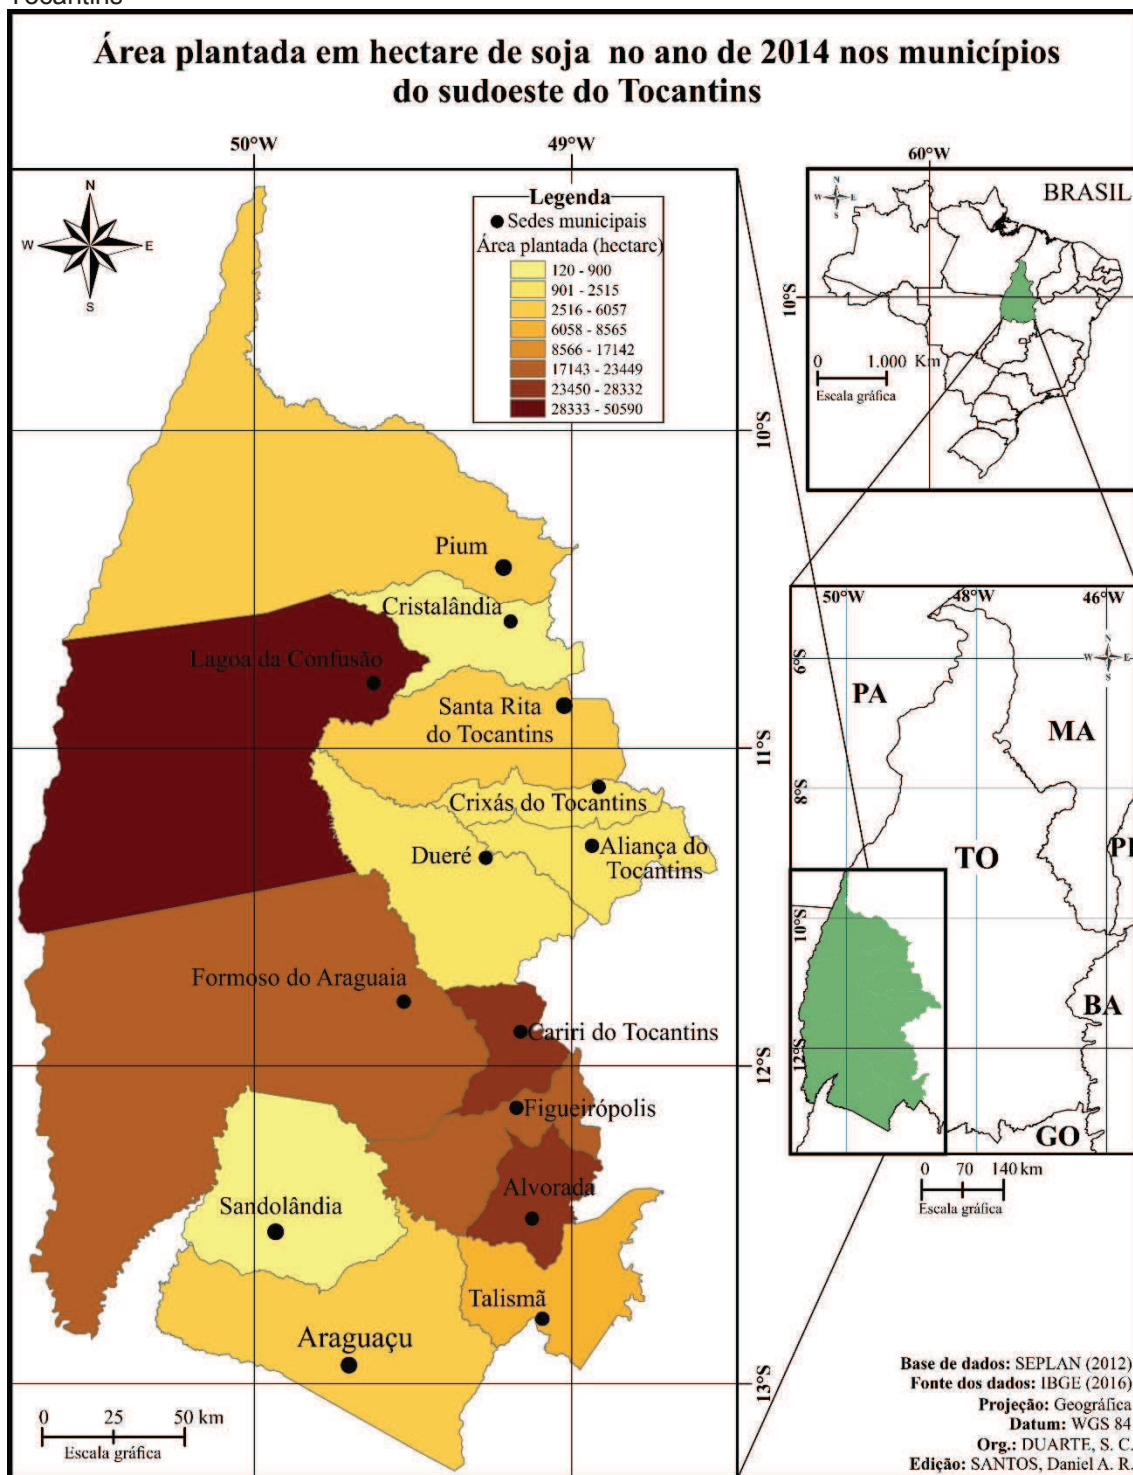 Tocantins
Área plantada em hectare de soja no ano de 2014 nos municípios
do sudoeste do Tocantins
50°W
49°W
N
W
E
S
Legenda
Sedes municipais
Área plantada (hectare)
120 - 900
901 - 2515
2516 - 6057
6058 - 8565
8566 - 17142
17143 - 23449
23450 - 28332
28333 - 50590
10°S
Pium
Cristalândia
Lagoa da Confusão
Santa Rita
do Tocantins
11°S
Crixás do Tocantins
Dueré
Aliança do
Tocantins
Formoso do Araguaia
Cariri do Tocantins
12°S
Figueirópolis
Alvorada
Sandolândia
Talismã
Araguaçu
13°S
0 25 50 km
Escala gráfica
60°W
N
W
E
S
BRASIL
10°S
0 1.000 Km
Escala gráfica
50°W
48°W
46°W
N
W
E
S
6°S
PA
MA
8°S
TO
10°S
BA
12°S
GO
0 70 140 km
Escala gráfica
Base de dados: SEPLAN (2012)
Fonte dos dados: IBGE (2016)
Projeção: Geográfica
Datum: WGS 84
Org.: DUARTE, S. C.
Edição: SANTOS, Daniel A. R.